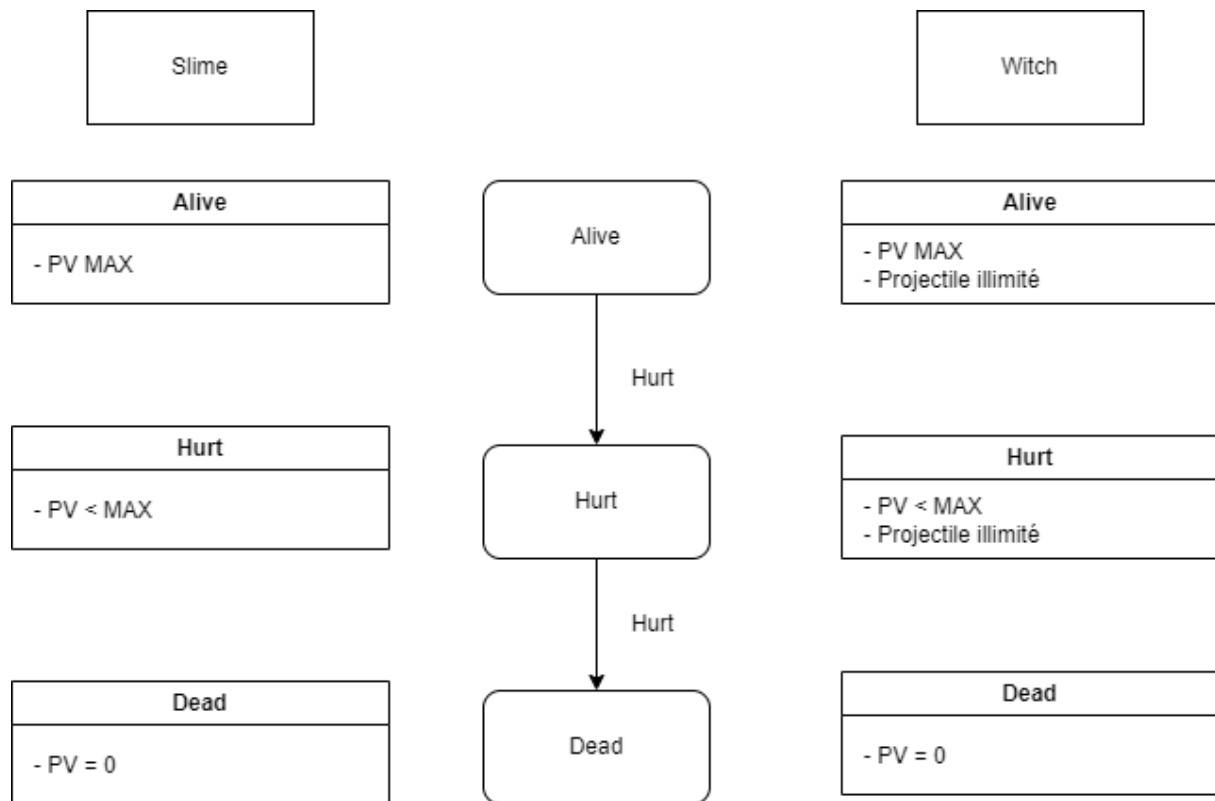 Slime
Witch
Alive
- PV MAX
Alive
Alive
- PV MAX
- Projectile illimité
Hurt
Hurt
- PV < MAX
Hurt
Hurt
- PV < MAX
- Projectile illimité
Hurt
Dead
- PV = 0
Dead
Dead
- PV = 0